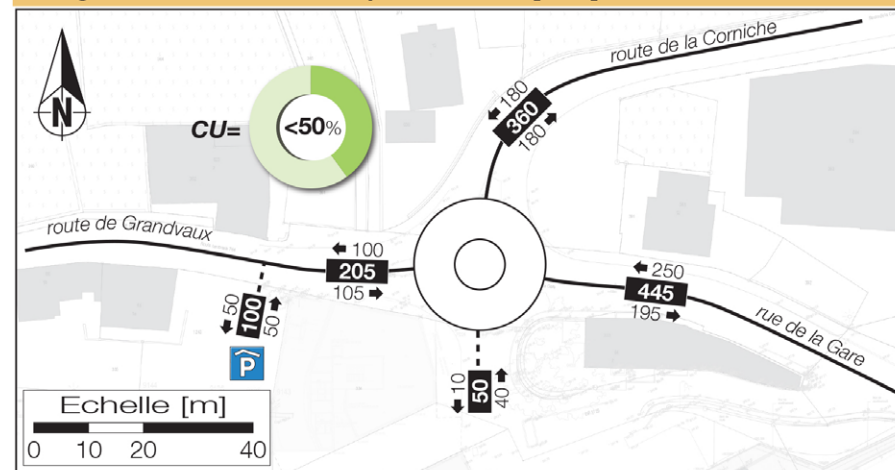 route de la Corniche
180
360
180
N
CU=
<50%
route de Grandvaux
100
205
105
250
445
195
rue de la Gare
50
100
50
P
10
50
40
Echelle [m]
0 10 20 40